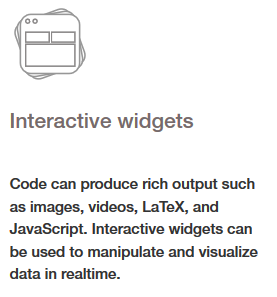 Interactive widgets
Code can produce rich output such
as images, videos, LaTeX, and
JavaScript. Interactive widgets can
be used to manipulate and visualize
data in realtime.